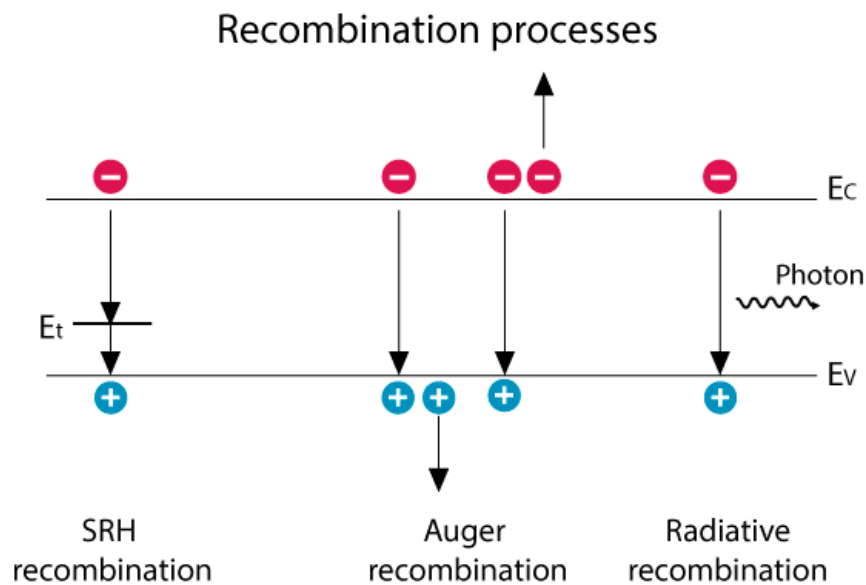 Recombination processes
Ec
Photon
Et
Ev
SRH
recombination
Auger
recombination
Radiative
recombination